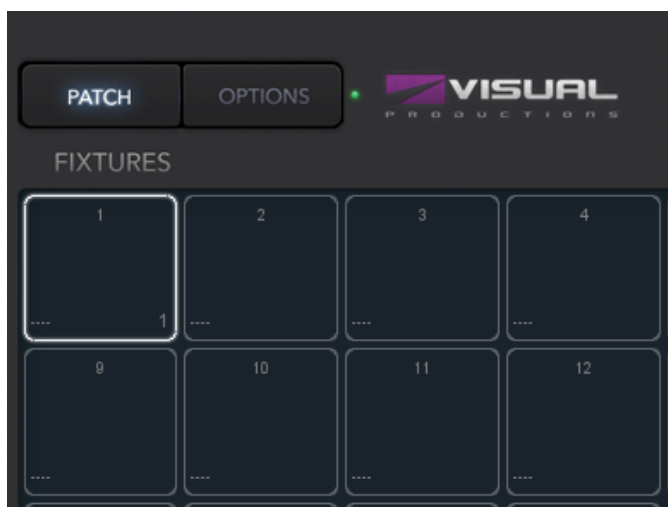 PATCH OPTIONS VISUAL
PRODUCTIONS
FIXTURES
1 2 3 4
---- 1 ---- ---- ----
9 10 11 12
---- ---- ---- ----